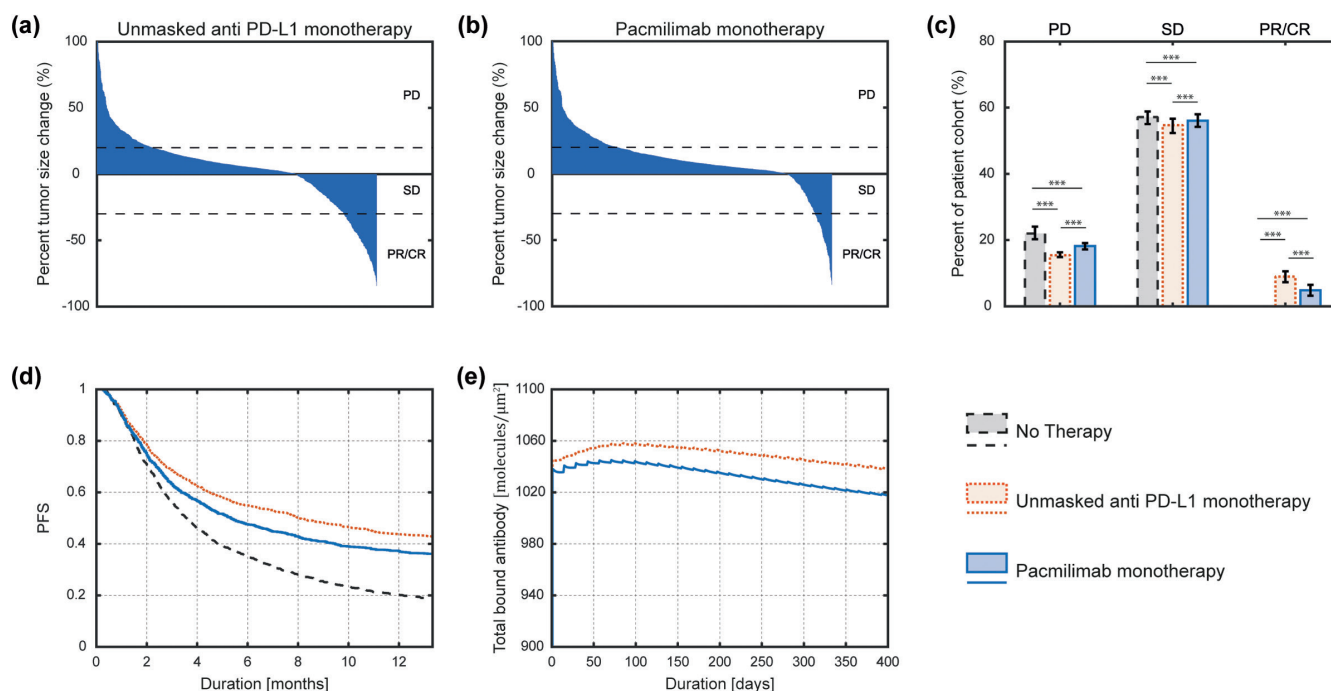 (a)
Unmasked anti PD-L1 monotherapy
Percent tumor size change (%)
100
50
0
-50
-100
PD
SD
PR/CR
(b)
Pacmilimab monotherapy
Percent tumor size change (%)
100
50
0
-50
-100
PD
SD
PR/CR
(c)
PD
SD
PR/CR
Percent of patient cohort (%)
80
60
40
20
0
***
***
***
***
***
***
***
***
***
(d)
PFS
1
0.8
0.6
0.4
0.2
0
0
2
4
6
8
10
12
Duration [months]
(e)
Total bound antibody [molecules/μm²]
1100
1060
1020
980
940
900
0
50
100
150
200
250
300
350
400
Duration [days]
No Therapy
Unmasked anti PD-L1 monotherapy
Pacmilimab monotherapy